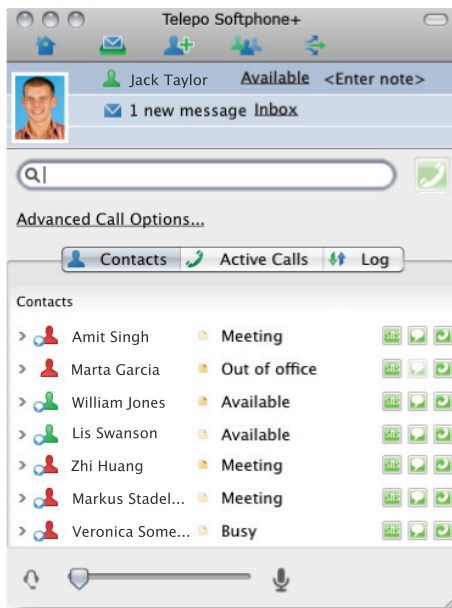 Telepo Softphone+
Jack Taylor Available <Enter note>
1 new message Inbox
Advanced Call Options...
Contacts Active Calls Log
Contacts
Amit Singh Meeting
Marta Garcia Out of office
William Jones Available
Lis Swanson Available
Zhi Huang Meeting
Markus Stadel... Meeting
Veronica Some... Busy